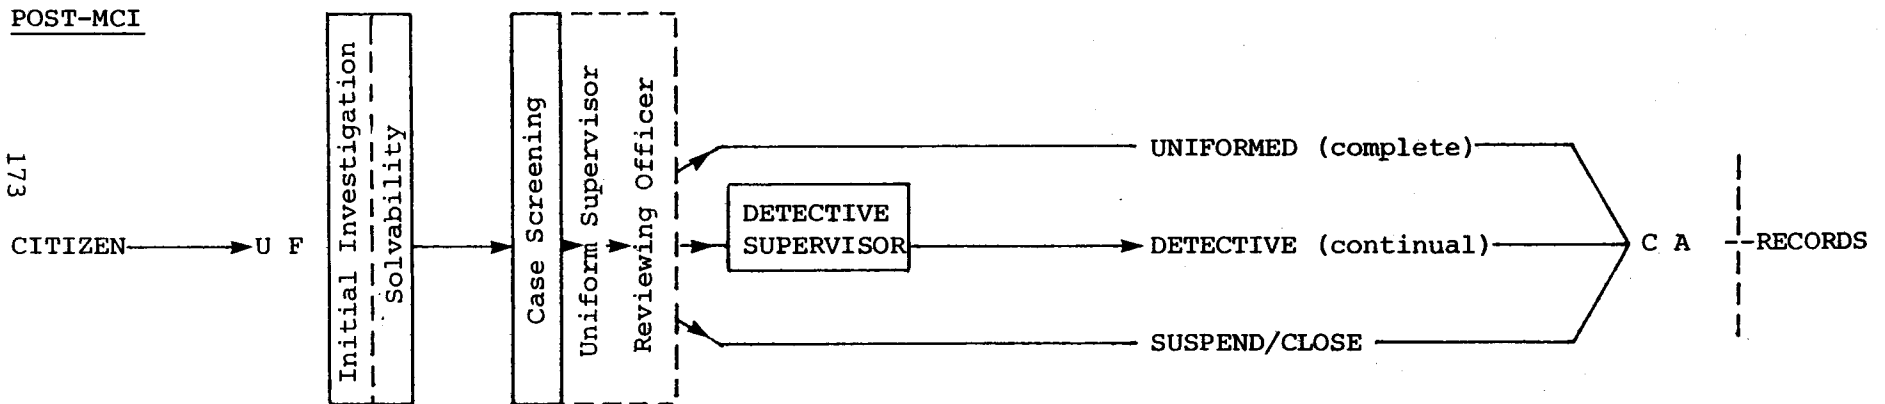 POST-MCI
173
CITIZEN
U F
Initial Investigation
Solvability
Case Screening
Uniform Supervisor
Reviewing Officer
UNIFORMED (complete)
DETECTIVE
SUPERVISOR
DETECTIVE (continual)
SUSPEND/CLOSE
C A
RECORDS